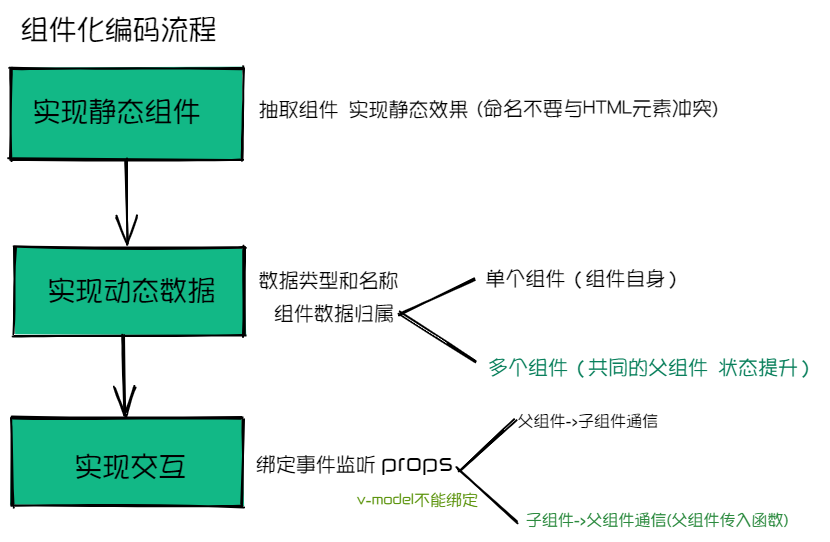 组件化编码流程
实现静态组件
抽取组件 实现静态效果 (命名不要与HTML元素冲突)
实现动态数据
数据类型和名称
组件数据归属
单个组件（组件自身）
多个组件（共同的父组件 状态提升）
实现交互
绑定事件监听 props
v-model不能绑定
父组件->子组件通信
子组件->父组件通信(父组件传入函数)